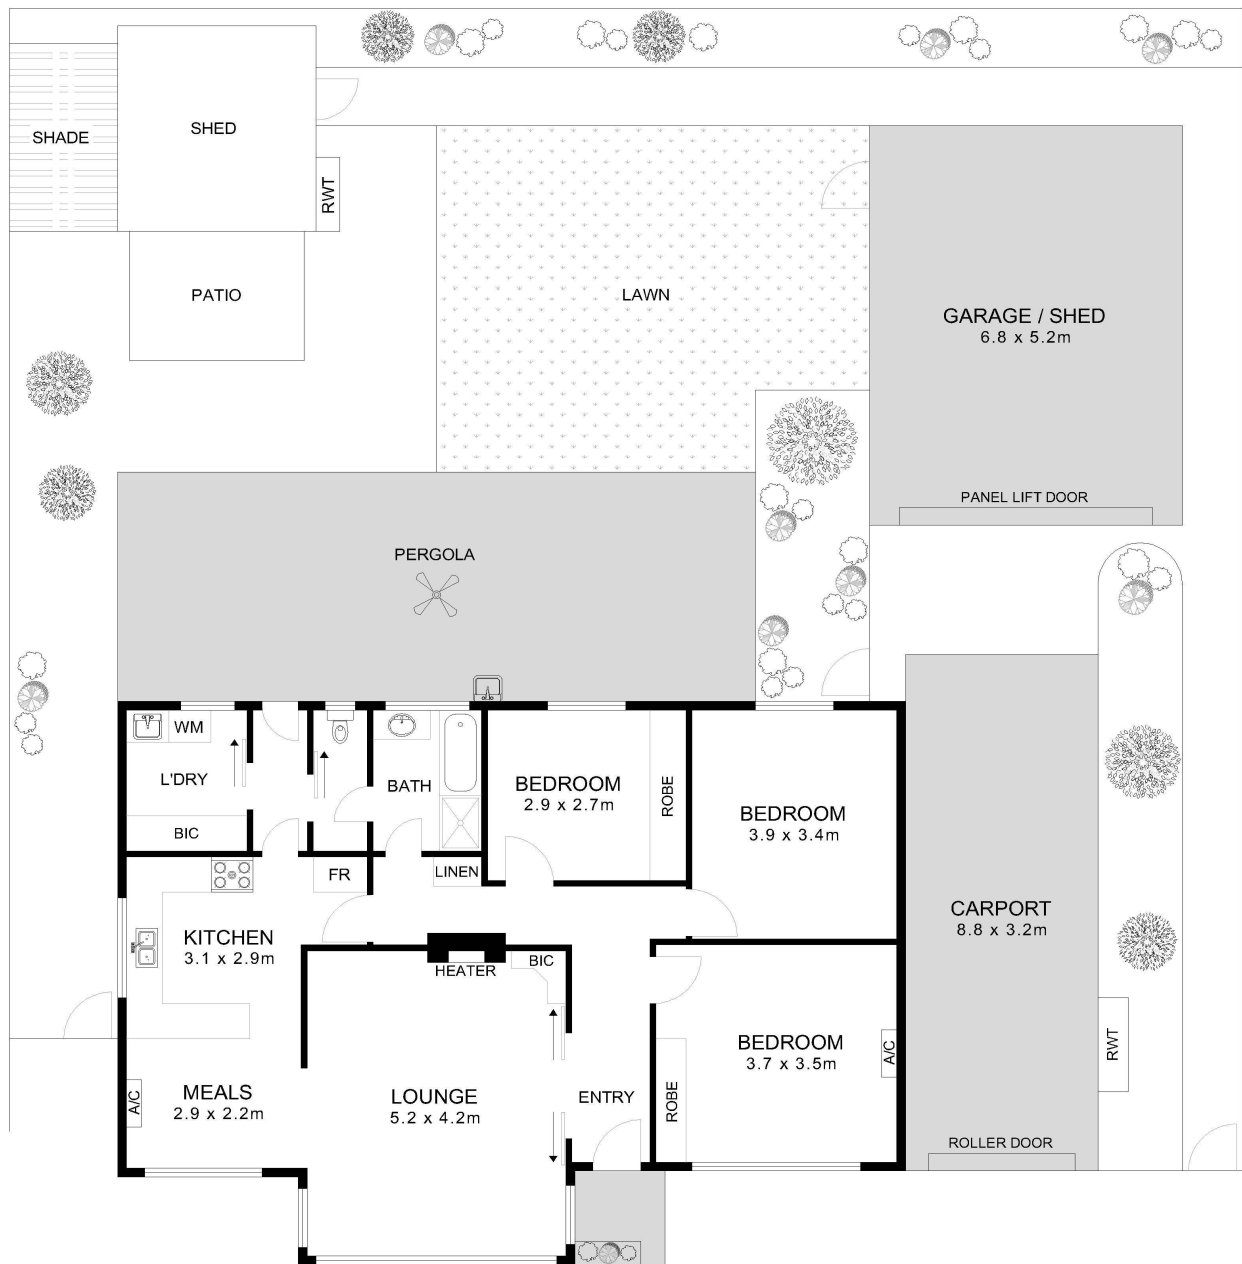 SHADE
SHED
RWT
PATIO
LAWN
GARAGE / SHED
6.8 x 5.2m
PANEL LIFT DOOR
PERGOLA
WM
L'DRY
BIC
BATH
BEDROOM
2.9 x 2.7m
ROBE
BEDROOM
3.9 x 3.4m
FR
LINEN
KITCHEN
3.1 x 2.9m
HEATER
BIC
CARPORT
8.8 x 3.2m
MEALS
2.9 x 2.2m
A/C
LOUNGE
5.2 x 4.2m
ENTRY
ROBE
BEDROOM
3.7 x 3.5m
A/C
RWT
ROLLER DOOR